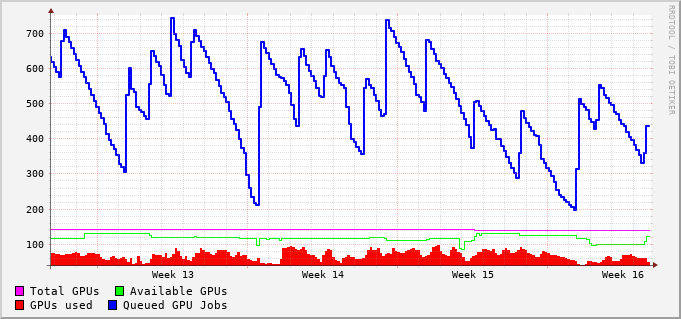 700
600
500
400
300
200
100
Week 13 Week 14 Week 15 Week 16
Total GPUs Available GPUs
GPUs used Queued GPU Jobs
RRDTOOL / TOBI OETIKER